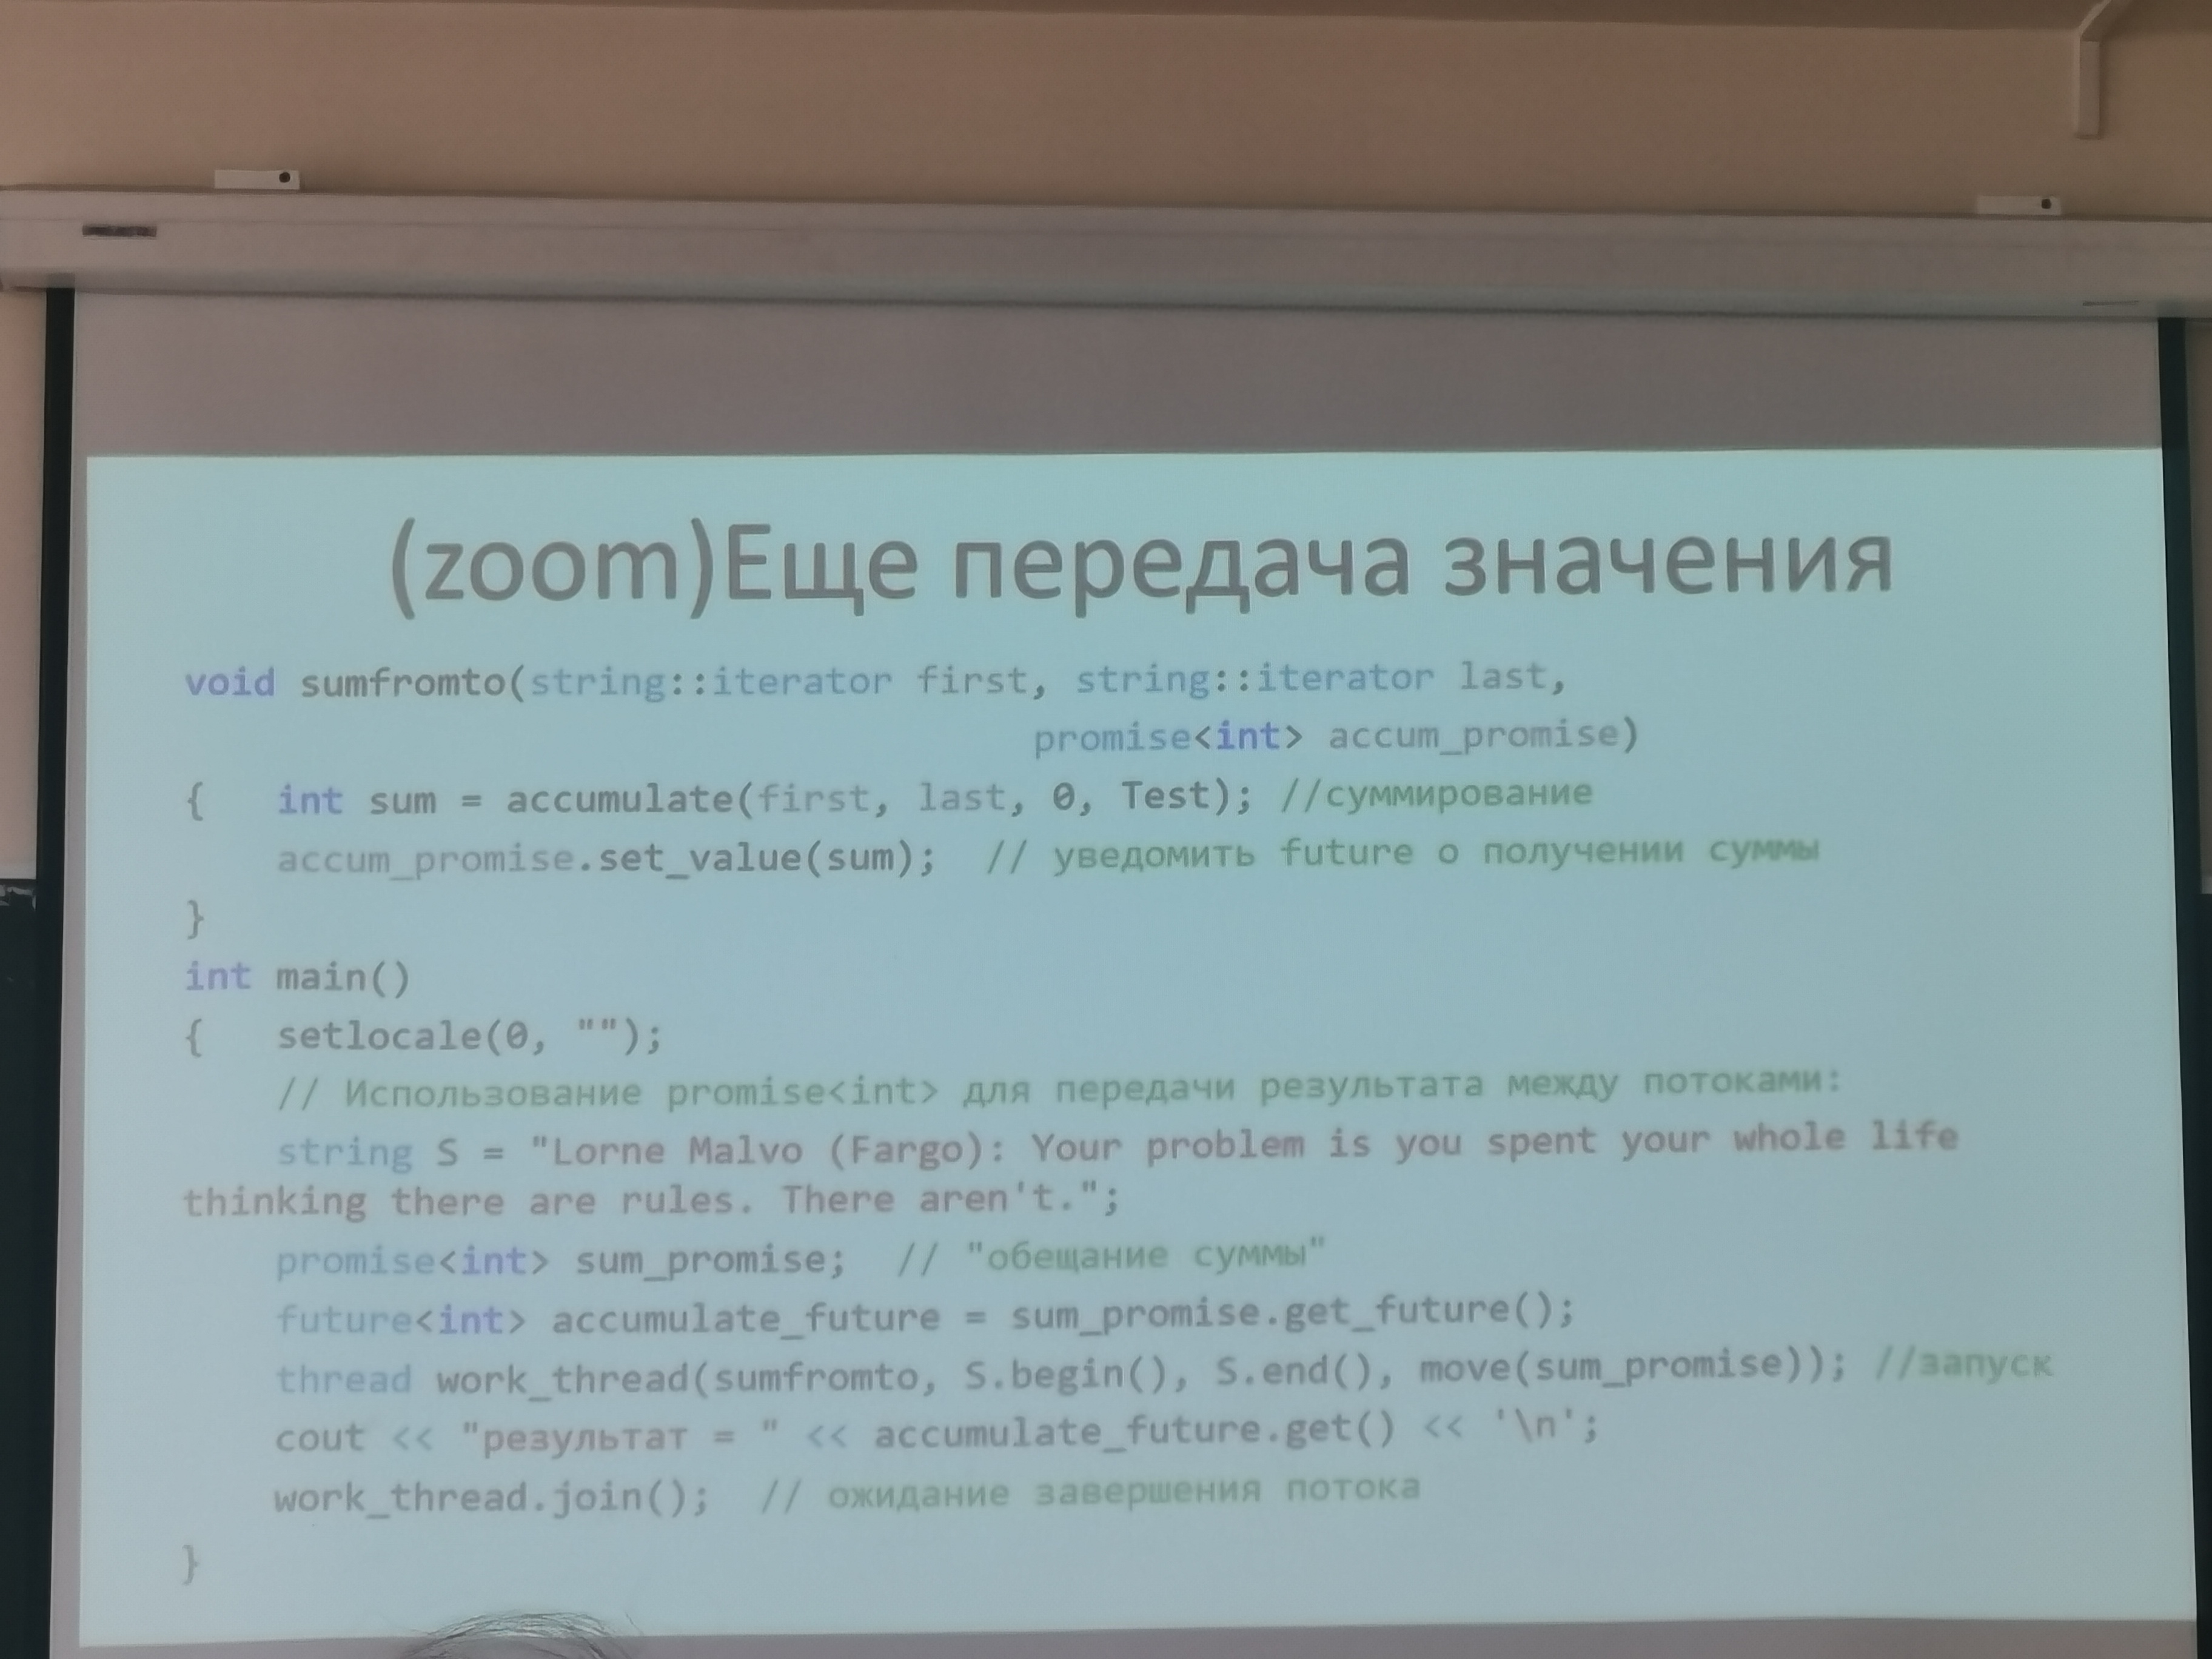 (zoom)Еще передача значения
void sumfromto(string::iterator first, string::iterator last,
promise<int> accum_promise)
{ int sum = accumulate(first, last, 0, Test); //суммирование
accum_promise.set_value(sum); // уведомить future о получении суммы
}
int main()
{ setlocale(0, "");
// Использование promise<int> для передачи результата между потоками:
string S = "Lorne Malvo (Fargo): Your problem is you spent your whole life
thinking there are rules. There aren't.";
promise<int> sum_promise; // "обещание суммы"
future<int> accumulate_future = sum_promise.get_future();
thread work_thread(sumfromto, S.begin(), S.end(), move(sum_promise)); //запуск
cout << "результат = " << accumulate_future.get() << '\n';
work_thread.join(); // ожидание завершения потока
}